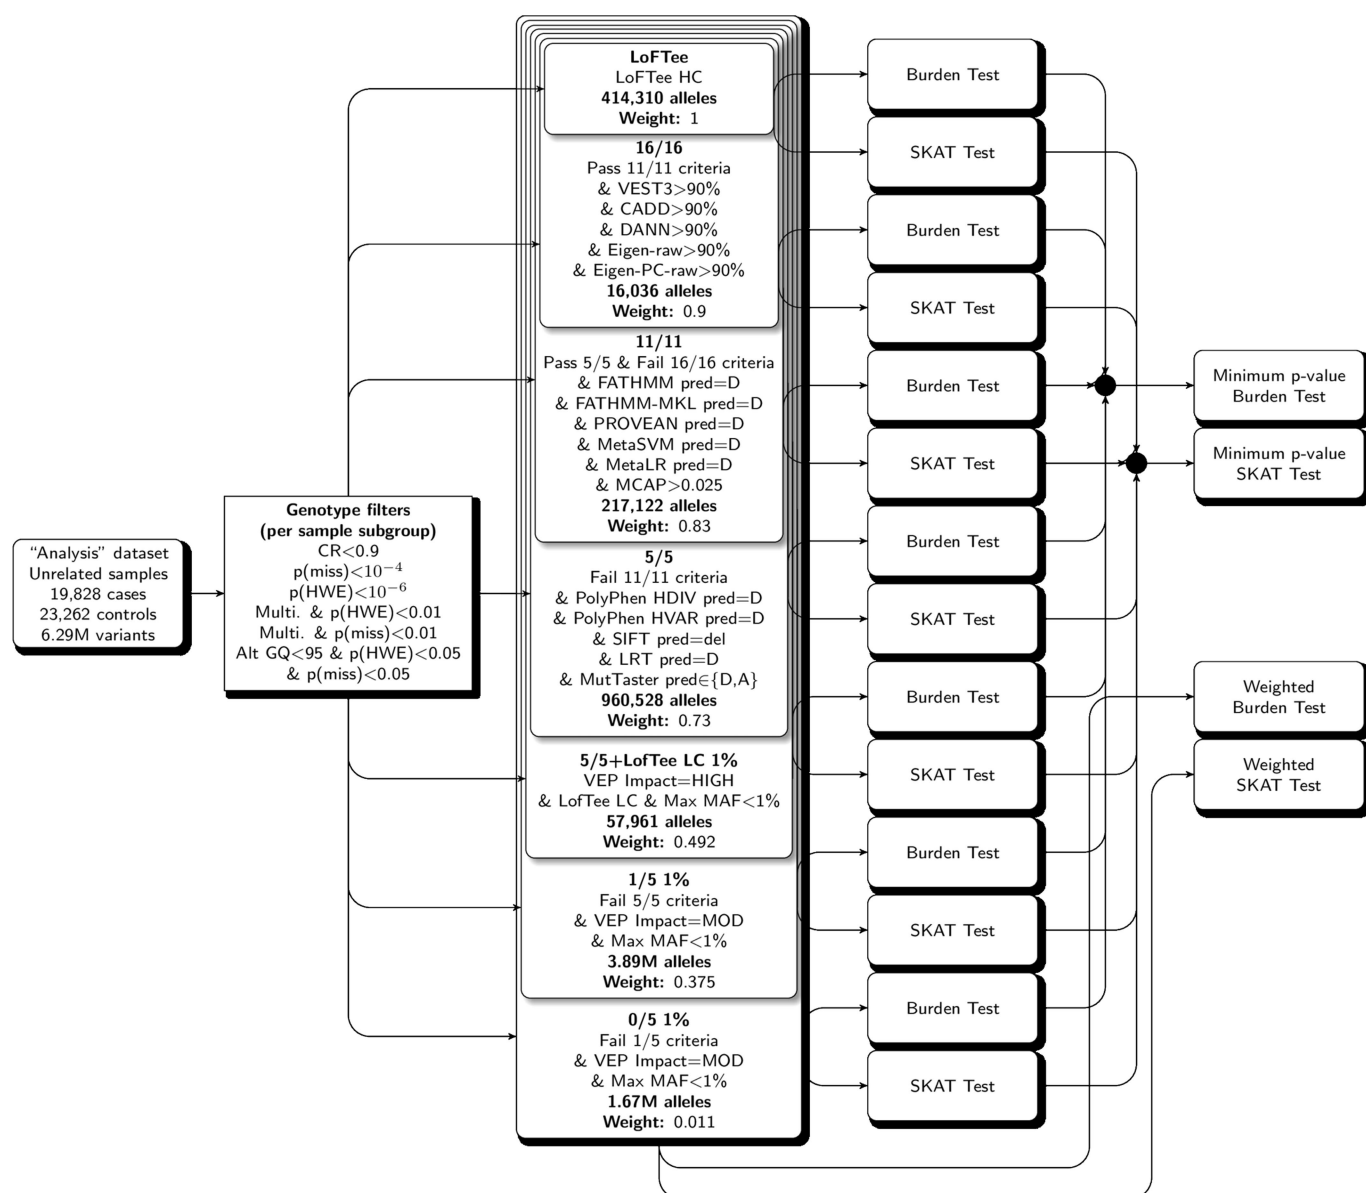 “Analysis” dataset
Unrelated samples
19,828 cases
23,262 controls
6.29M variants
Genotype filters
(per sample subgroup)
CR<0.9
p(miss)<10−4
p(HWE)<10−6
Multi. & p(HWE)<0.01
Multi. & p(miss)<0.01
Alt GQ<95 & p(HWE)<0.05
& p(miss)<0.05
LoFTee
LoFTee HC
414,310 alleles
Weight: 1
16/16
Pass 11/11 criteria
& VEST3>90%
& CADD>90%
& DANN>90%
& Eigen-raw>90%
& Eigen-PC-raw>90%
16,036 alleles
Weight: 0.9
11/11
Pass 5/5 & Fail 16/16 criteria
& FATHMM pred=D
& FATHMM-MKL pred=D
& PROVEAN pred=D
& MetaSVM pred=D
& MetaLR pred=D
& MCAP>0.025
217,122 alleles
Weight: 0.83
5/5
Fail 11/11 criteria
& PolyPhen HDIV pred=D
& PolyPhen HVAR pred=D
& SIFT pred=del
& LRT pred=D
& MutTaster pred∈{D,A}
960,528 alleles
Weight: 0.73
5/5+LofTee LC 1%
VEP Impact=HIGH
& LofTee LC & Max MAF<1%
57,961 alleles
Weight: 0.492
1/5 1%
Fail 5/5 criteria
& VEP Impact=MOD
& Max MAF<1%
3.89M alleles
Weight: 0.375
0/5 1%
Fail 1/5 criteria
& VEP Impact=MOD
& Max MAF<1%
1.67M alleles
Weight: 0.011
Burden Test
SKAT Test
Burden Test
SKAT Test
Burden Test
SKAT Test
Burden Test
SKAT Test
Burden Test
SKAT Test
Burden Test
SKAT Test
Burden Test
SKAT Test
Minimum p-value
Burden Test
Minimum p-value
SKAT Test
Weighted
Burden Test
Weighted
SKAT Test